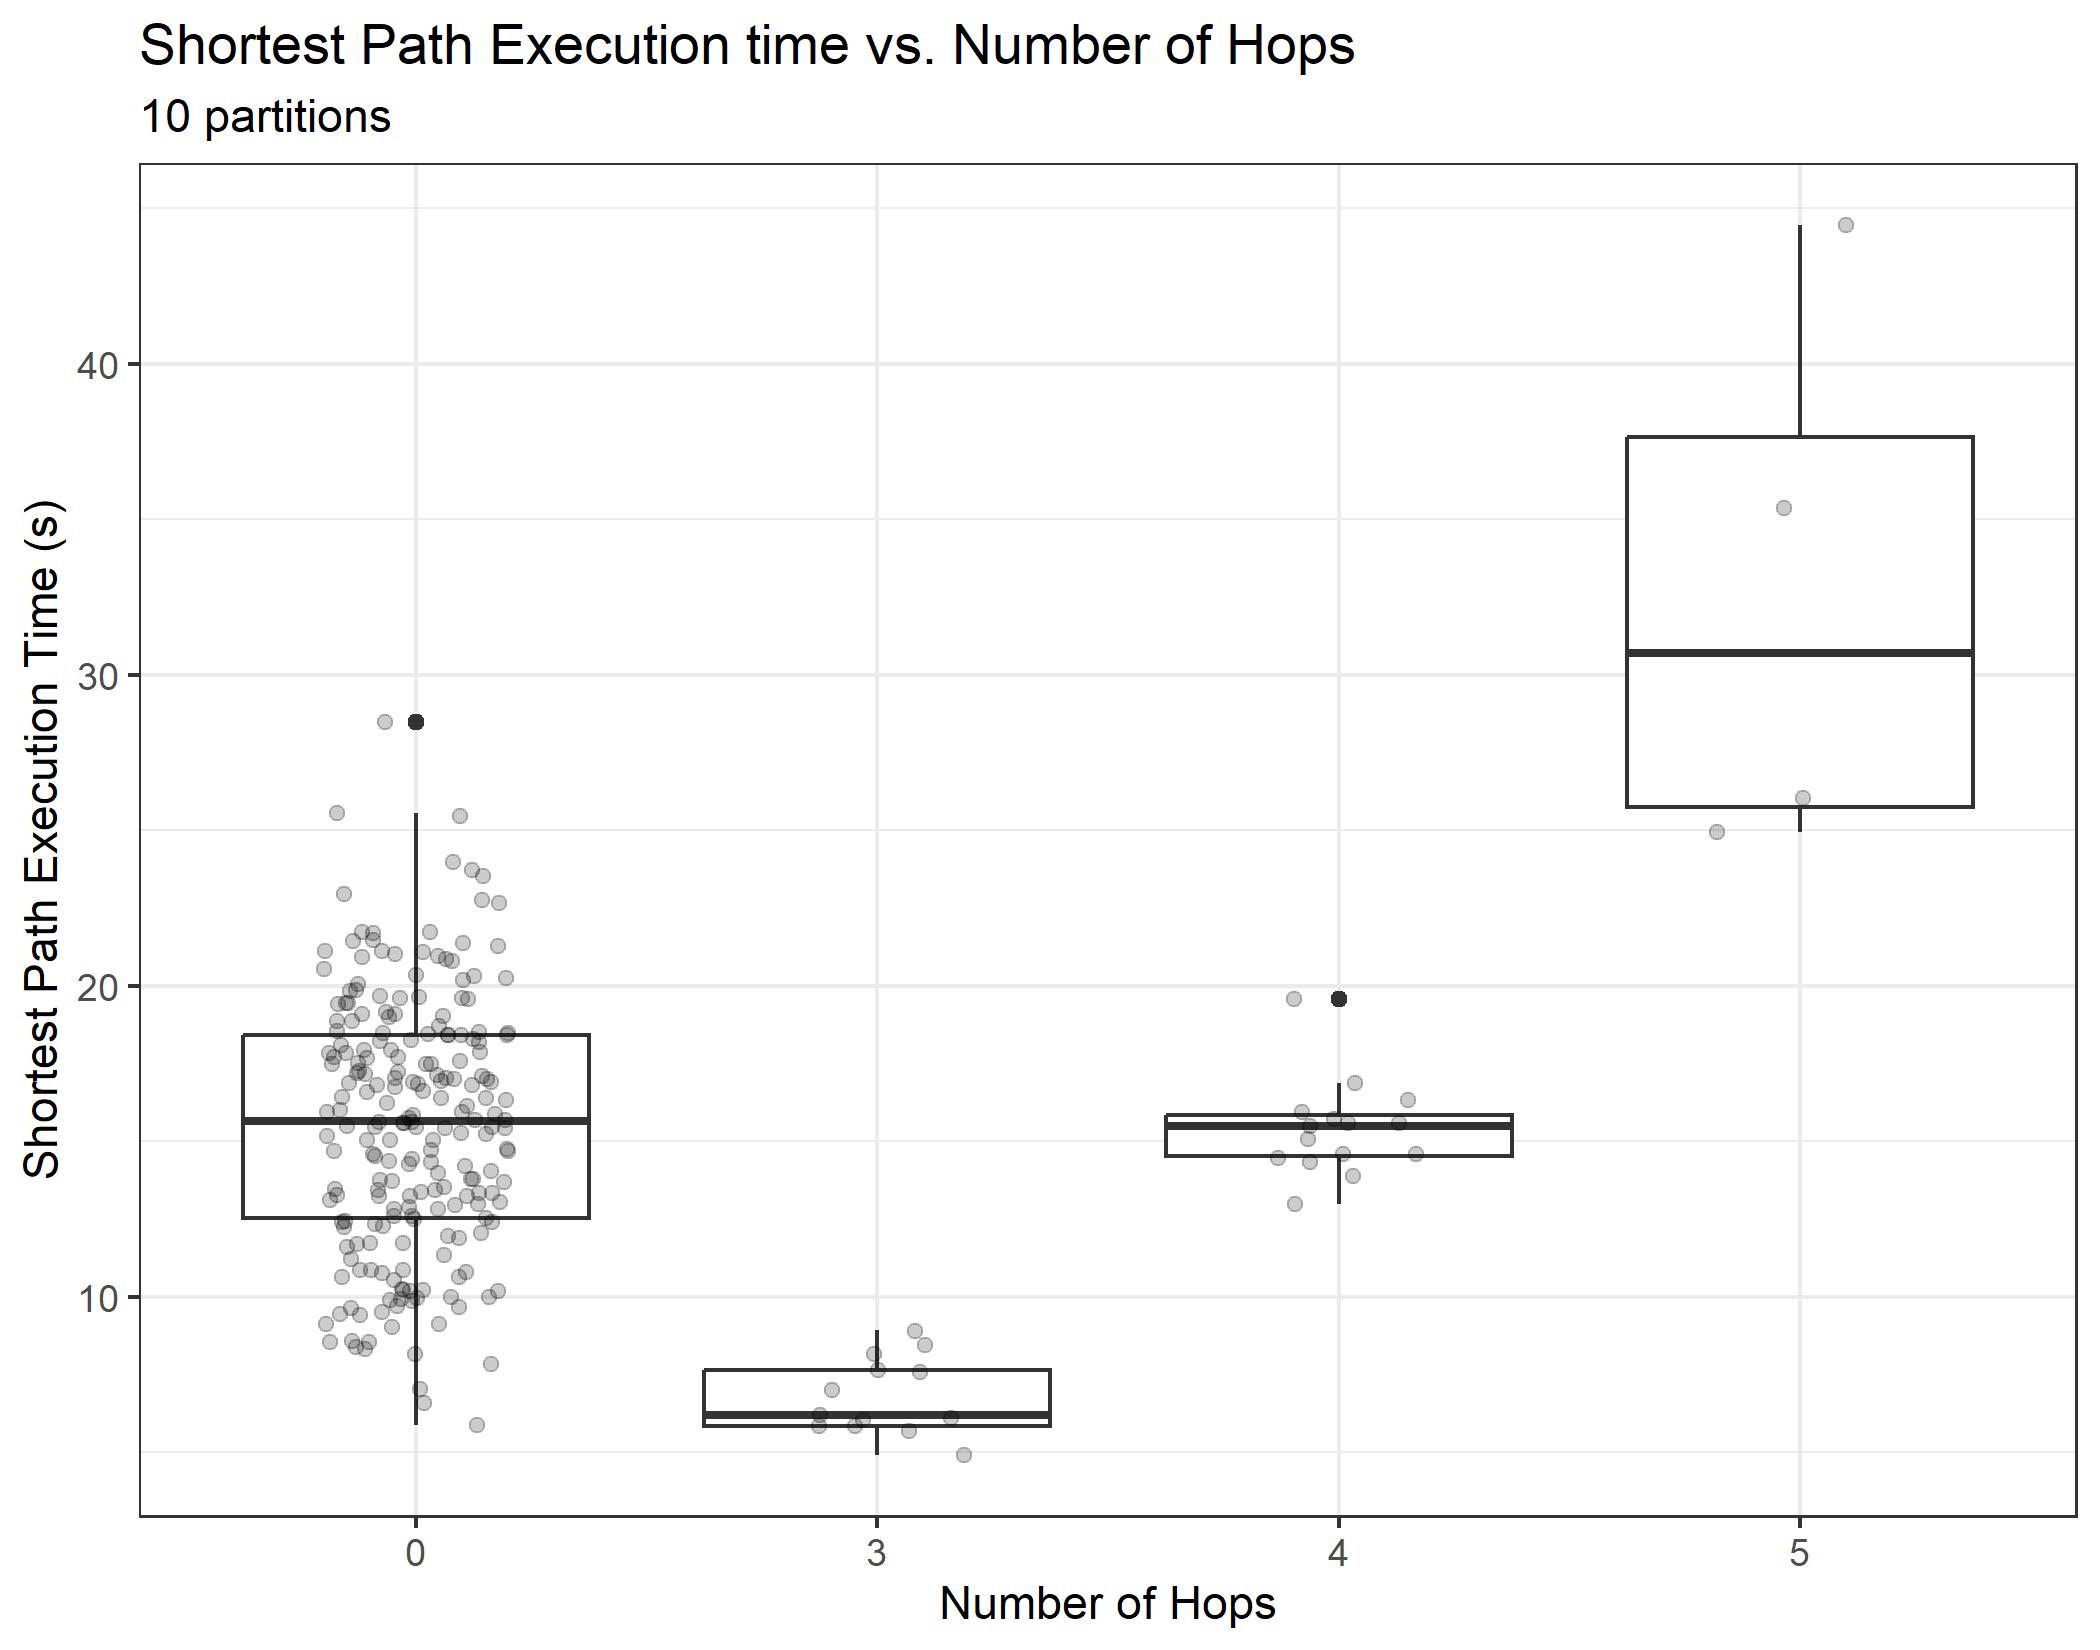 Shortest Path Execution time vs. Number of Hops
10 partitions
Shortest Path Execution Time (s)
40
30
20
10
0 3 4 5
Number of Hops